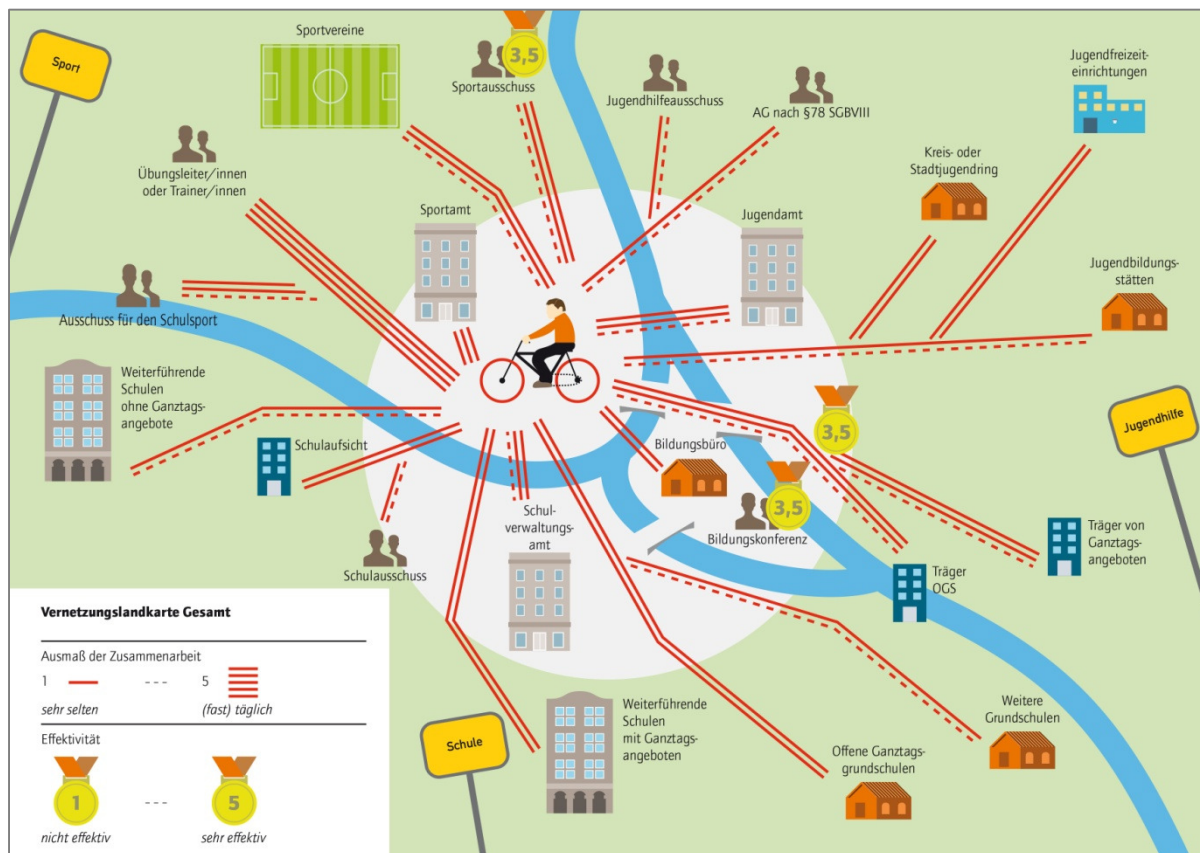 Sport
Sportvereine
3,5
Sportausschuss
Jugendhilfeausschuss
AG nach §78 SGBVIII
Jugendfreizeit-
einrichtungen
Kreis- oder
Stadtjugendring
Übungsleiter/innen
oder Trainer/innen
Sportamt
Jugendamt
Jugendbildungs-
stätten
Ausschuss für den Schulsport
Weiterführende
Schulen
ohne Ganztags-
angebote
Schulaufsicht
Bildungsbüro
3,5
Jugendhilfe
3,5
Bildungskonferenz
Schul-
verwaltungs-
amt
Schulausschuss
Träger
OGS
Träger von
Ganztags-
angeboten
Vernetzungslandkarte Gesamt
Ausmaß der Zusammenarbeit
1 --- 5
sehr selten (fast) täglich
Effektivität
1 --- 5
nicht effektiv sehr effektiv
Schule
Weiterführende
Schulen
mit Ganztags-
angeboten
Offene Ganztags-
grundschulen
Weitere
Grundschulen